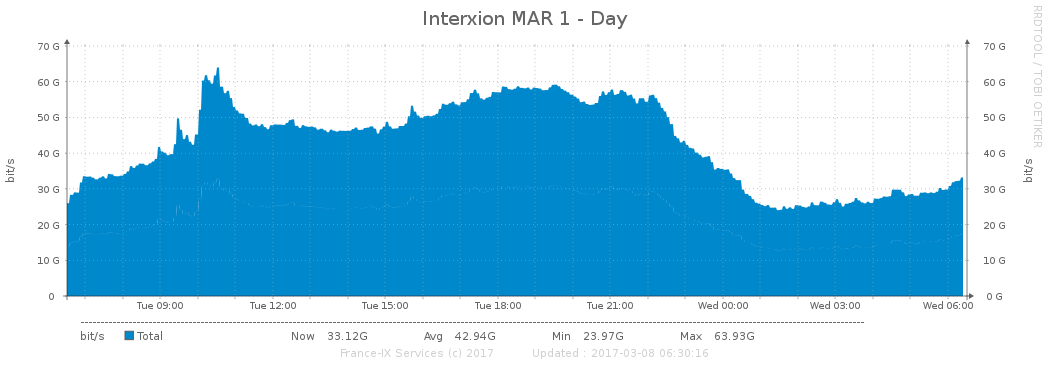 Interxion MAR 1 - Day
RRDTOOL / TOBI OETIKER
bit/s
70 G 70 G
60 G 60 G
50 G 50 G
40 G 40 G
30 G 30 G
20 G 20 G
10 G 10 G
0 0 G
bit/s
Tue 09:00 Tue 12:00 Tue 15:00 Tue 18:00 Tue 21:00 Wed 00:00 Wed 03:00 Wed 06:00
bit/s Total Now 33.12G Avg 42.94G Min 23.97G Max 63.93G
France-IX Services (c) 2017 Updated : 2017-03-08 06:30:16